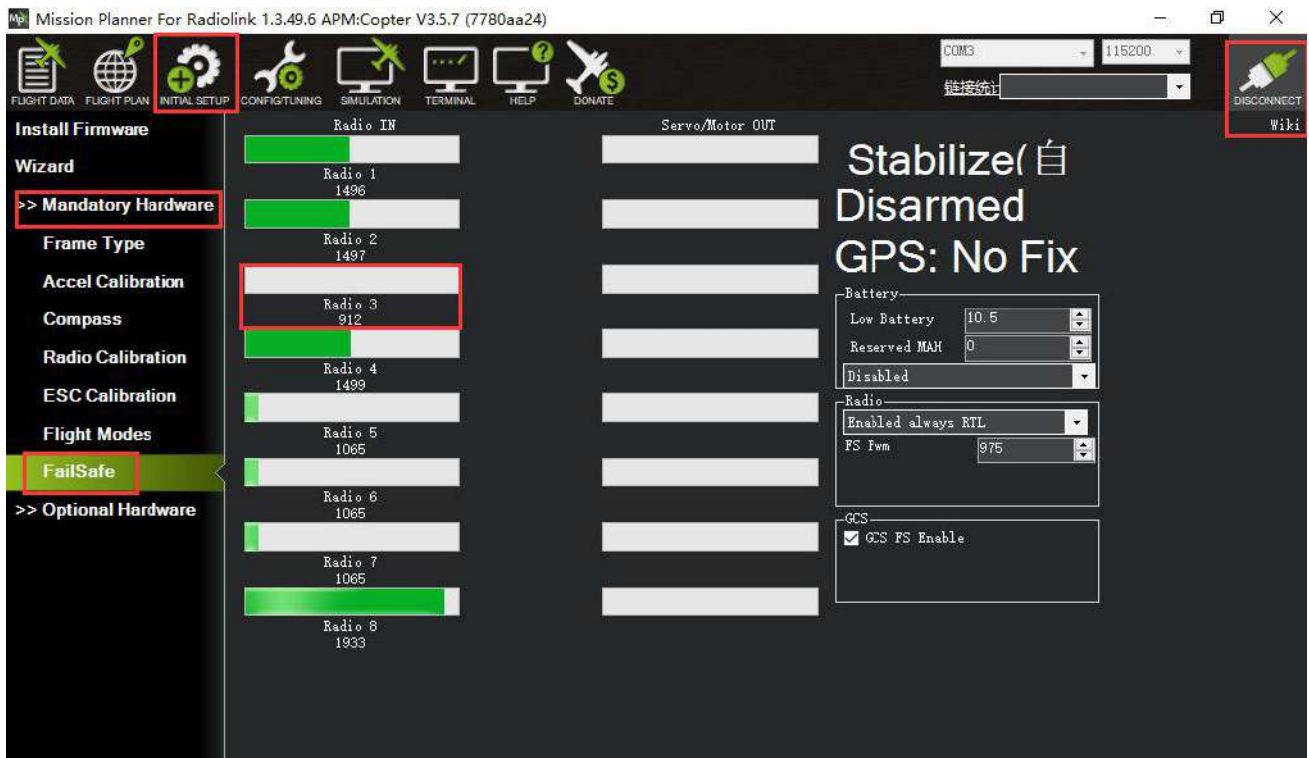 Mission Planner For Radiolink 1.3.49.6 APM:Copter V3.5.7 (7780aa24)
FLIGHT DATA FLIGHT PLAN INITIAL SETUP CONFIG/TUNING SIMULATION TERMINAL HELP DONATE
COM3 115200
链接统计
DISCONNECT
Install Firmware
Wizard
>> Mandatory Hardware
Frame Type
Accel Calibration
Compass
Radio Calibration
ESC Calibration
Flight Modes
FailSafe
>> Optional Hardware
Radio IN
Radio 1
1496
Radio 2
1497
Radio 3
912
Radio 4
1499
Radio 5
1065
Radio 6
1065
Radio 7
1065
Radio 8
1933
Servo/Motor OUT
Wiki
Stabilize(自
Disarmed
GPS: No Fix
Battery
Low Battery 10.5
Reserved MAH 0
Disabled
Radio
Enabled always RTL
FS Pwm 975
GCS
GCS FS Enable